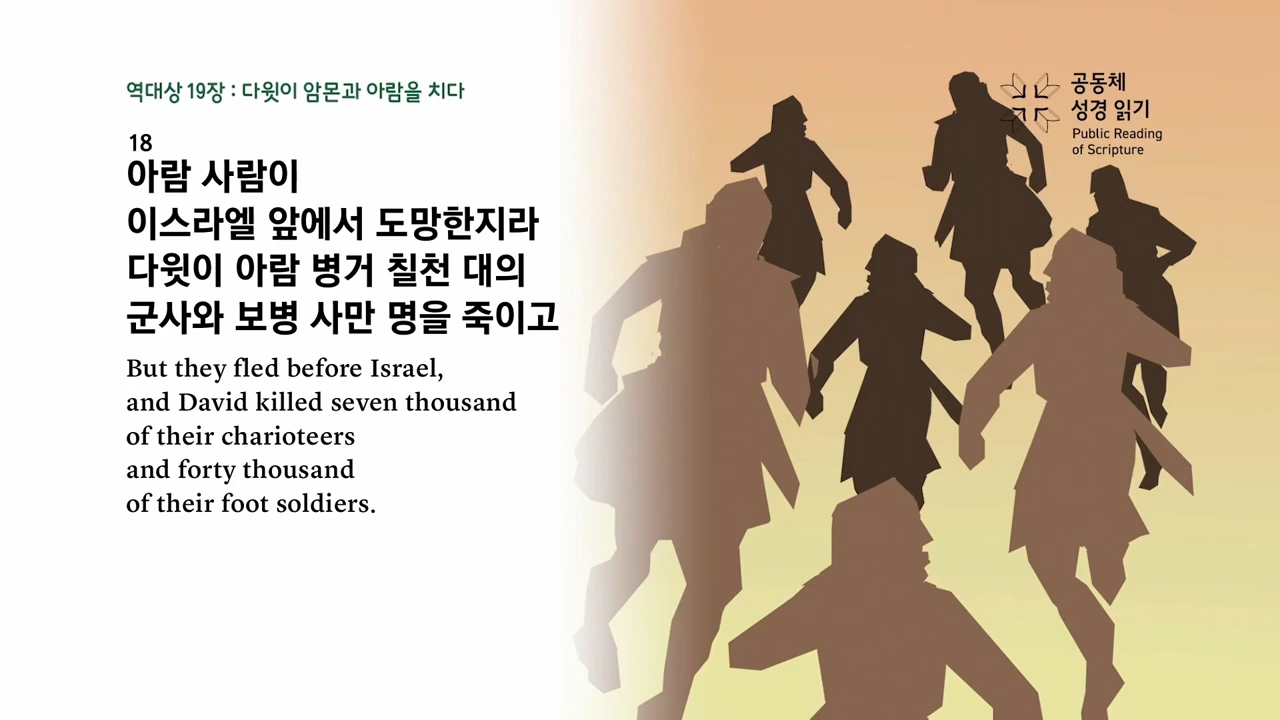 역대상 19장 : 다윗이 암몬과 아람을 치다
공동체
성경 읽기
Public Reading
of Scripture
18
아람 사람이
이스라엘 앞에서 도망한지라
다윗이 아람 병거 칠천 대의
군사와 보병 사만 명을 죽이고
But they fled before Israel,
and David killed seven thousand
of their charioteers
and forty thousand
of their foot soldiers.